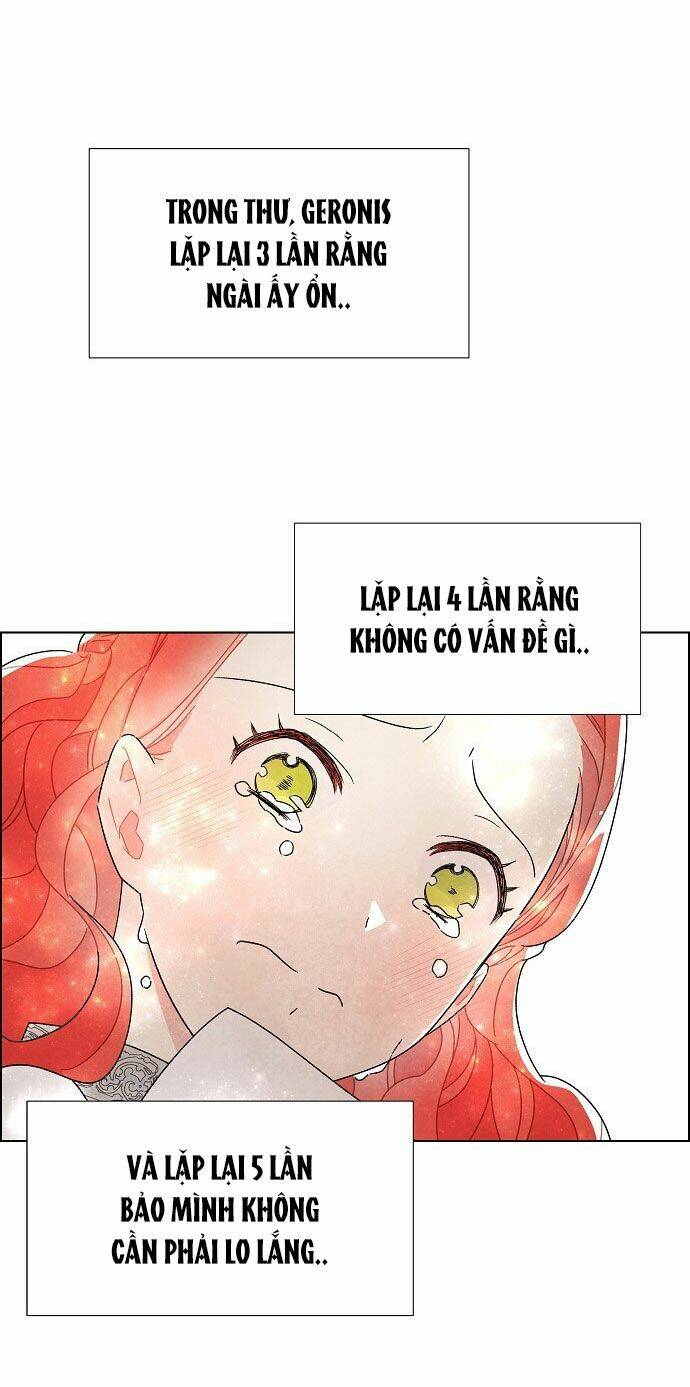 TRONG THƯ, GERONIS
LẶP LẠI 3 LẦN RẰNG
NGÀI ẤY ỔN..
LẶP LẠI 4 LẦN RẰNG
KHÔNG CÓ VẤN ĐỀ GÌ..
VÀ LẶP LẠI 5 LẦN
BẢO MÌNH KHÔNG
CẦN PHẢI LO LẮNG..